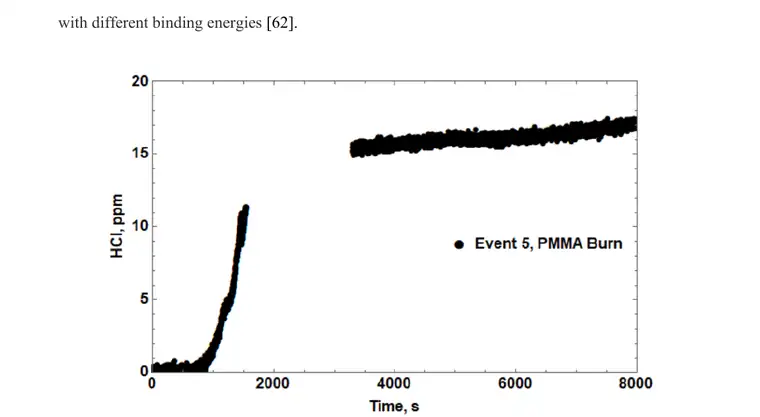 with different binding energies [62].
20
15
10
5
0
HCl, ppm
Event 5, PMMA Burn
0 2000 4000 6000 8000
Time, s